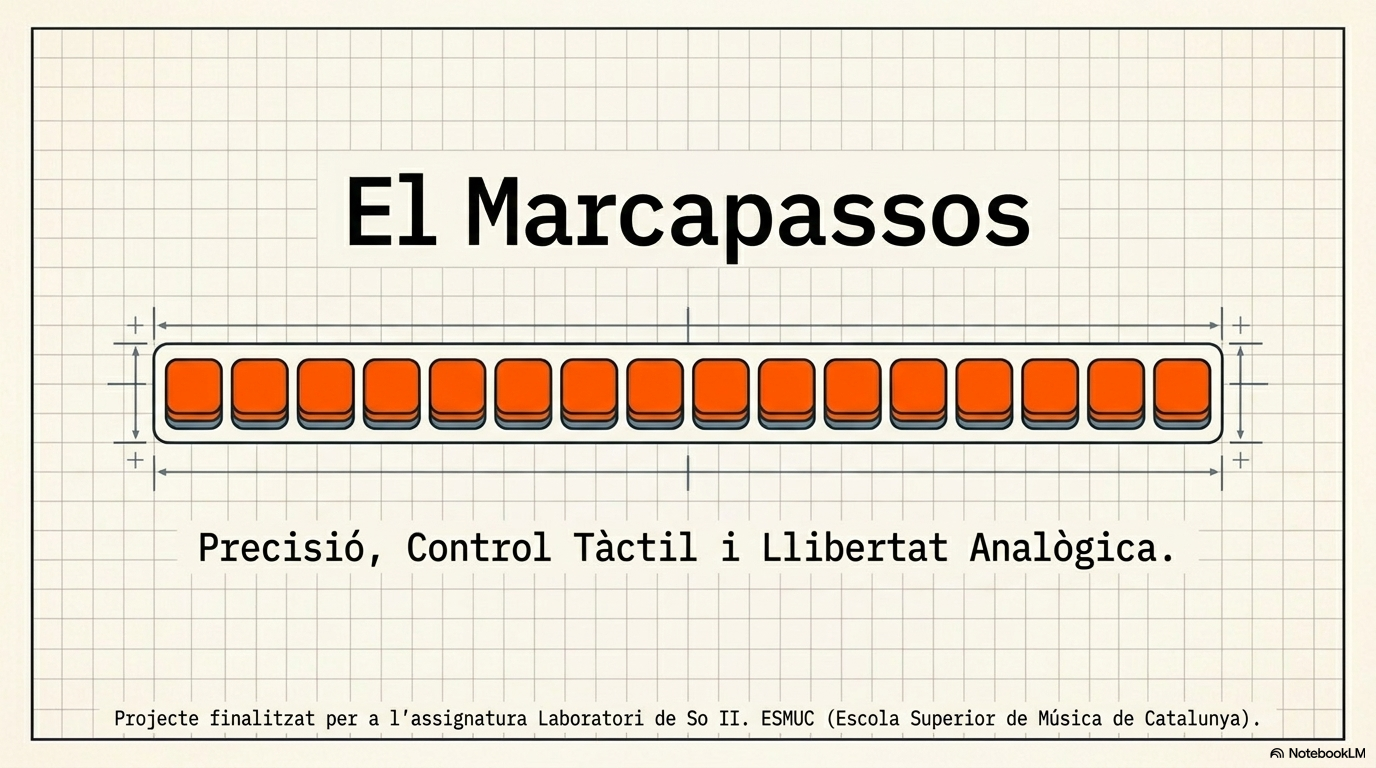 El Marcapassos
Precisió, Control Tàctil i Llibertat Analògica.
Projecte finalitzat per a l'assignatura Laboratori de So II. ESMUC (Escola Superior de Música de Catalunya).
NotebookLM